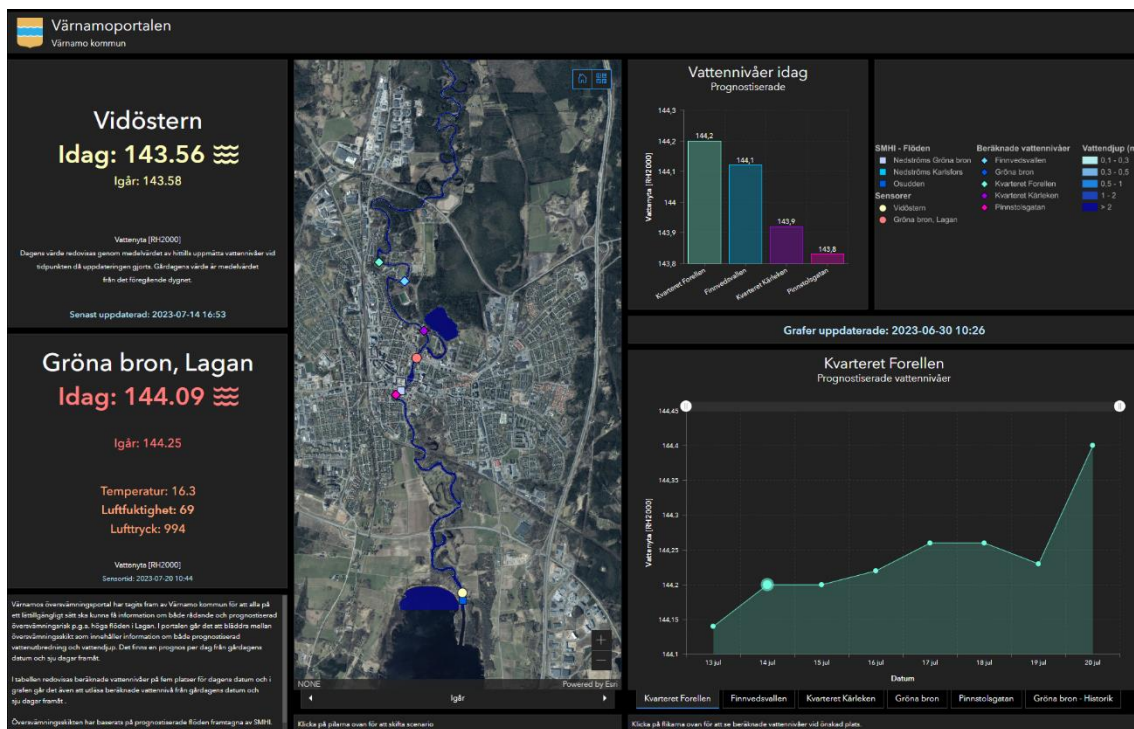 Värnamoportalen
Värnamo kommun
Vidöstern
Idag: 143.56
Igår: 143.58
Vattenyta [RH2000]
Dagens värde redovisas genom medelvärdet av hittills uppmätta vattennivåer vid
tidpunkten då uppdateringen gjorts. Gårdagens värde är medelvärdet
från det föregående dygnet.
Senast uppdaterad: 2023-07-14 16:53
Gröna bron, Lagan
Idag: 144.09
Igår: 144.25
Temperatur: 16.3
Luftfuktighet: 69
Lufttryck: 994
Vattenyta [RH2000]
Sensortid: 2023-07-20 10:44
Värnamos översvämningsportal har tagits fram av Värnamo kommun för att alla på
ett lättillgängligt sätt ska kunna få information om både rådande och prognostiserad
översvämningsrisk p.g.a. höga flöden i Lagan. I portalen går det att bläddra mellan
översvämningsskikt som innehåller information om både prognostiserad
vattenutbredning och vattendjup. Det finns en prognos per dag från gårdagens
datum och sju dagar framåt.
I tabellen redovisas beräknade vattennivåer på fem platser för dagens datum och i
grafen går det även att utläsa beräknade vattennivå från gårdagens datum och
sju dagar framåt .
Översvämningsskikten har baserats på prognostiserade flöden framtagna av SMHI.
NONE
Powered by Esri
Igår
Klicka på pilarna ovan för att skifta scenario
Vattennivåer idag
Prognostiserade
Vattenyta [RH2000]
144,3
144,2
144,1
144
143,9
143,8
144,2
144,1
143,9
143,8
Kvarteret Forellen
Finnvedsvallen
Kvarteret Kärleken
Pinnstolsgatan
SMHI - Flöden
Nedströms Gröna bron
Nedströms Karlsfors
Osudden
Sensorer
Vidöstern
Gröna bron, Lagan
Beräknade vattennivåer
Finnvedsvallen
Gröna bron
Kvarteret Forellen
Kvarteret Kärleken
Pinnstolsgatan
Vattendjup (m
0,1 - 0,3
0,3 - 0,5
0,5 - 1
1 - 2
> 2
Grafer uppdaterade: 2023-06-30 10:26
Kvarteret Forellen
Prognostiserade vattennivåer
Vattenyta [RH2000]
144,45
144,4
144,35
144,3
144,25
144,2
144,15
144,1
13 jul
14 jul
15 jul
16 jul
17 jul
18 jul
19 jul
20 jul
Datum
Kvarteret Forellen
Finnvedsvallen
Kvarteret Kärleken
Gröna bron
Pinnstolsgatan
Gröna bron - Historik
Klicka på flikarna ovan för att se beräknade vattennivåer vid önskad plats.